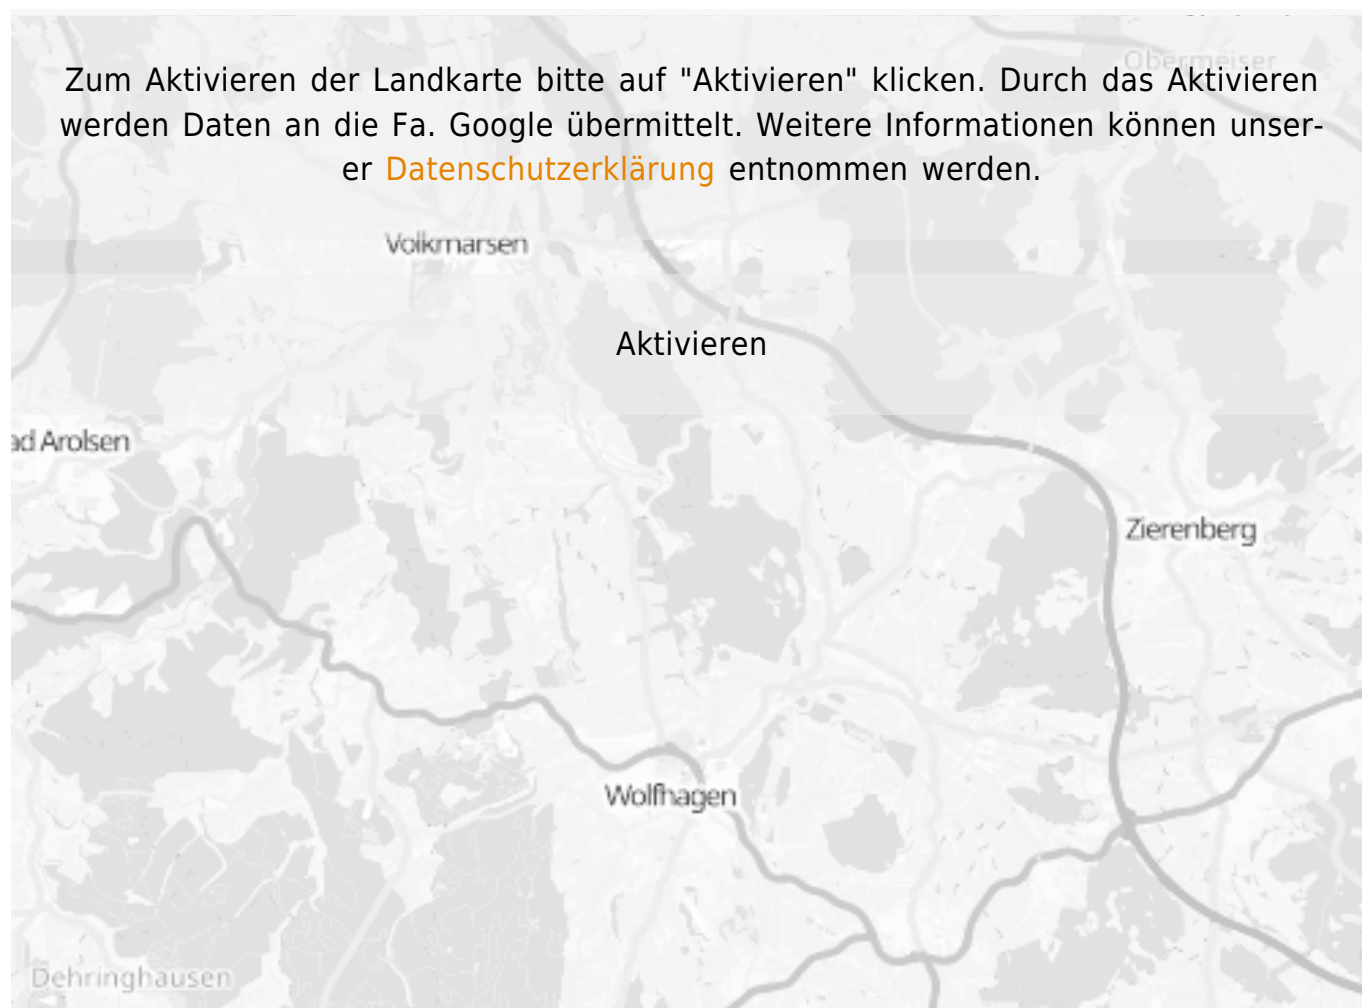 Obermeiser
Zum Aktivieren der Landkarte bitte auf "Aktivieren" klicken. Durch das Aktivieren
werden Daten an die Fa. Google übermittelt. Weitere Informationen können unser-
er Datenschutzerklärung entnommen werden.
Volkmarsen
Aktivieren
ad Arolsen
Zierenberg
Wolfhagen
Dehringhausen